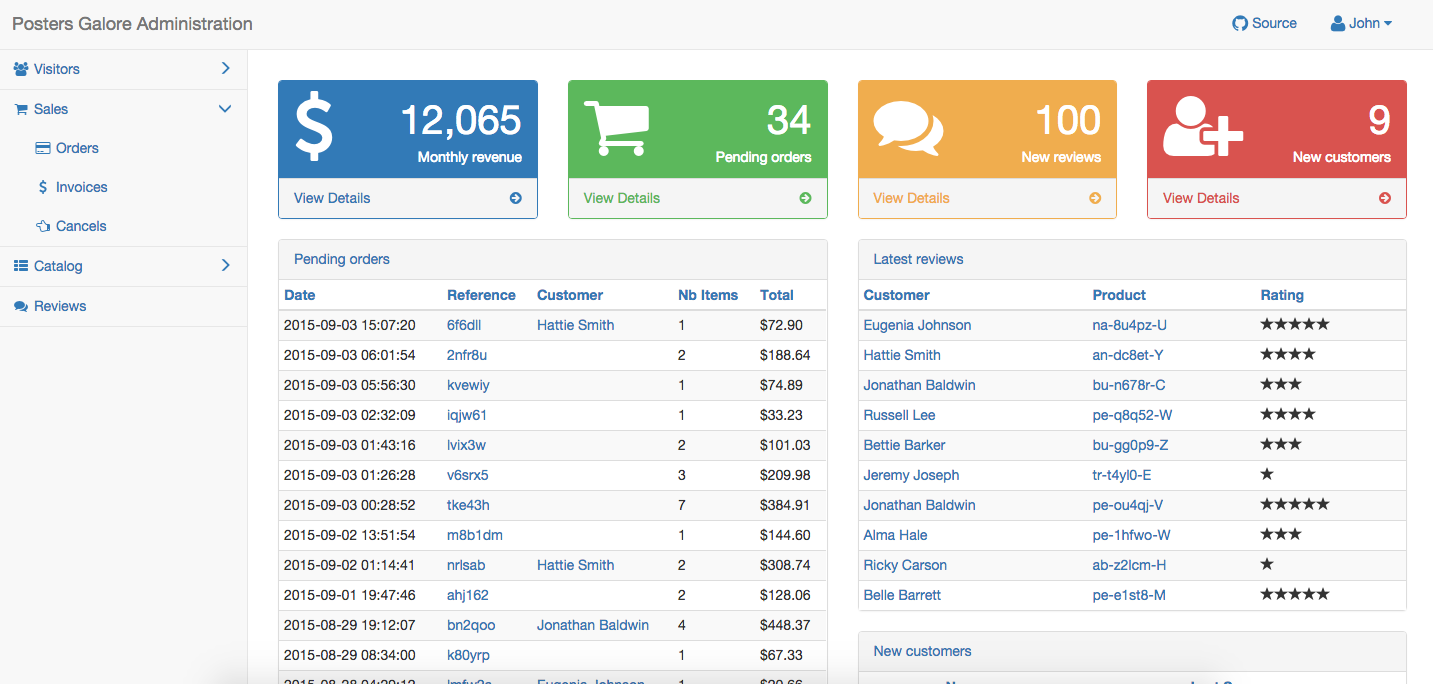 Posters Galore Administration
Source
John
Visitors
Sales
Orders
Invoices
Cancels
Catalog
Reviews
12,065
Monthly revenue
View Details
34
Pending orders
View Details
100
New reviews
View Details
9
New customers
View Details
Pending orders
Date Reference Customer Nb Items Total
2015-09-03 15:07:20 6f6dll Hattie Smith 1 $72.90
2015-09-03 06:01:54 2nfr8u 2 $188.64
2015-09-03 05:56:30 kvewiy 1 $74.89
2015-09-03 02:32:09 iqjw61 1 $33.23
2015-09-03 01:43:16 lvix3w 2 $101.03
2015-09-03 01:26:28 v6srx5 3 $209.98
2015-09-03 00:28:52 tke43h 7 $384.91
2015-09-02 13:51:54 m8b1dm 1 $144.60
2015-09-02 01:14:41 nrlsab Hattie Smith 2 $308.74
2015-09-01 19:47:46 ahj162 2 $128.06
2015-08-29 19:12:07 bn2qoo Jonathan Baldwin 4 $448.37
2015-08-29 08:34:00 k80yrp 1 $67.33
Eugenia Johnson
Latest reviews
Customer Product Rating
Eugenia Johnson na-8u4pz-U ★★★★★
Hattie Smith an-dc8et-Y ★★★★
Jonathan Baldwin bu-n678r-C ★★★
Russell Lee pe-q8q52-W ★★★★
Bettie Barker bu-gg0p9-Z ★★★
Jeremy Joseph tr-t4yl0-E ★
Jonathan Baldwin pe-ou4qj-V ★★★★★
Alma Hale pe-1hfwo-W ★★★
Ricky Carson ab-z2lcm-H ★
Belle Barrett pe-e1st8-M ★★★★★
New customers